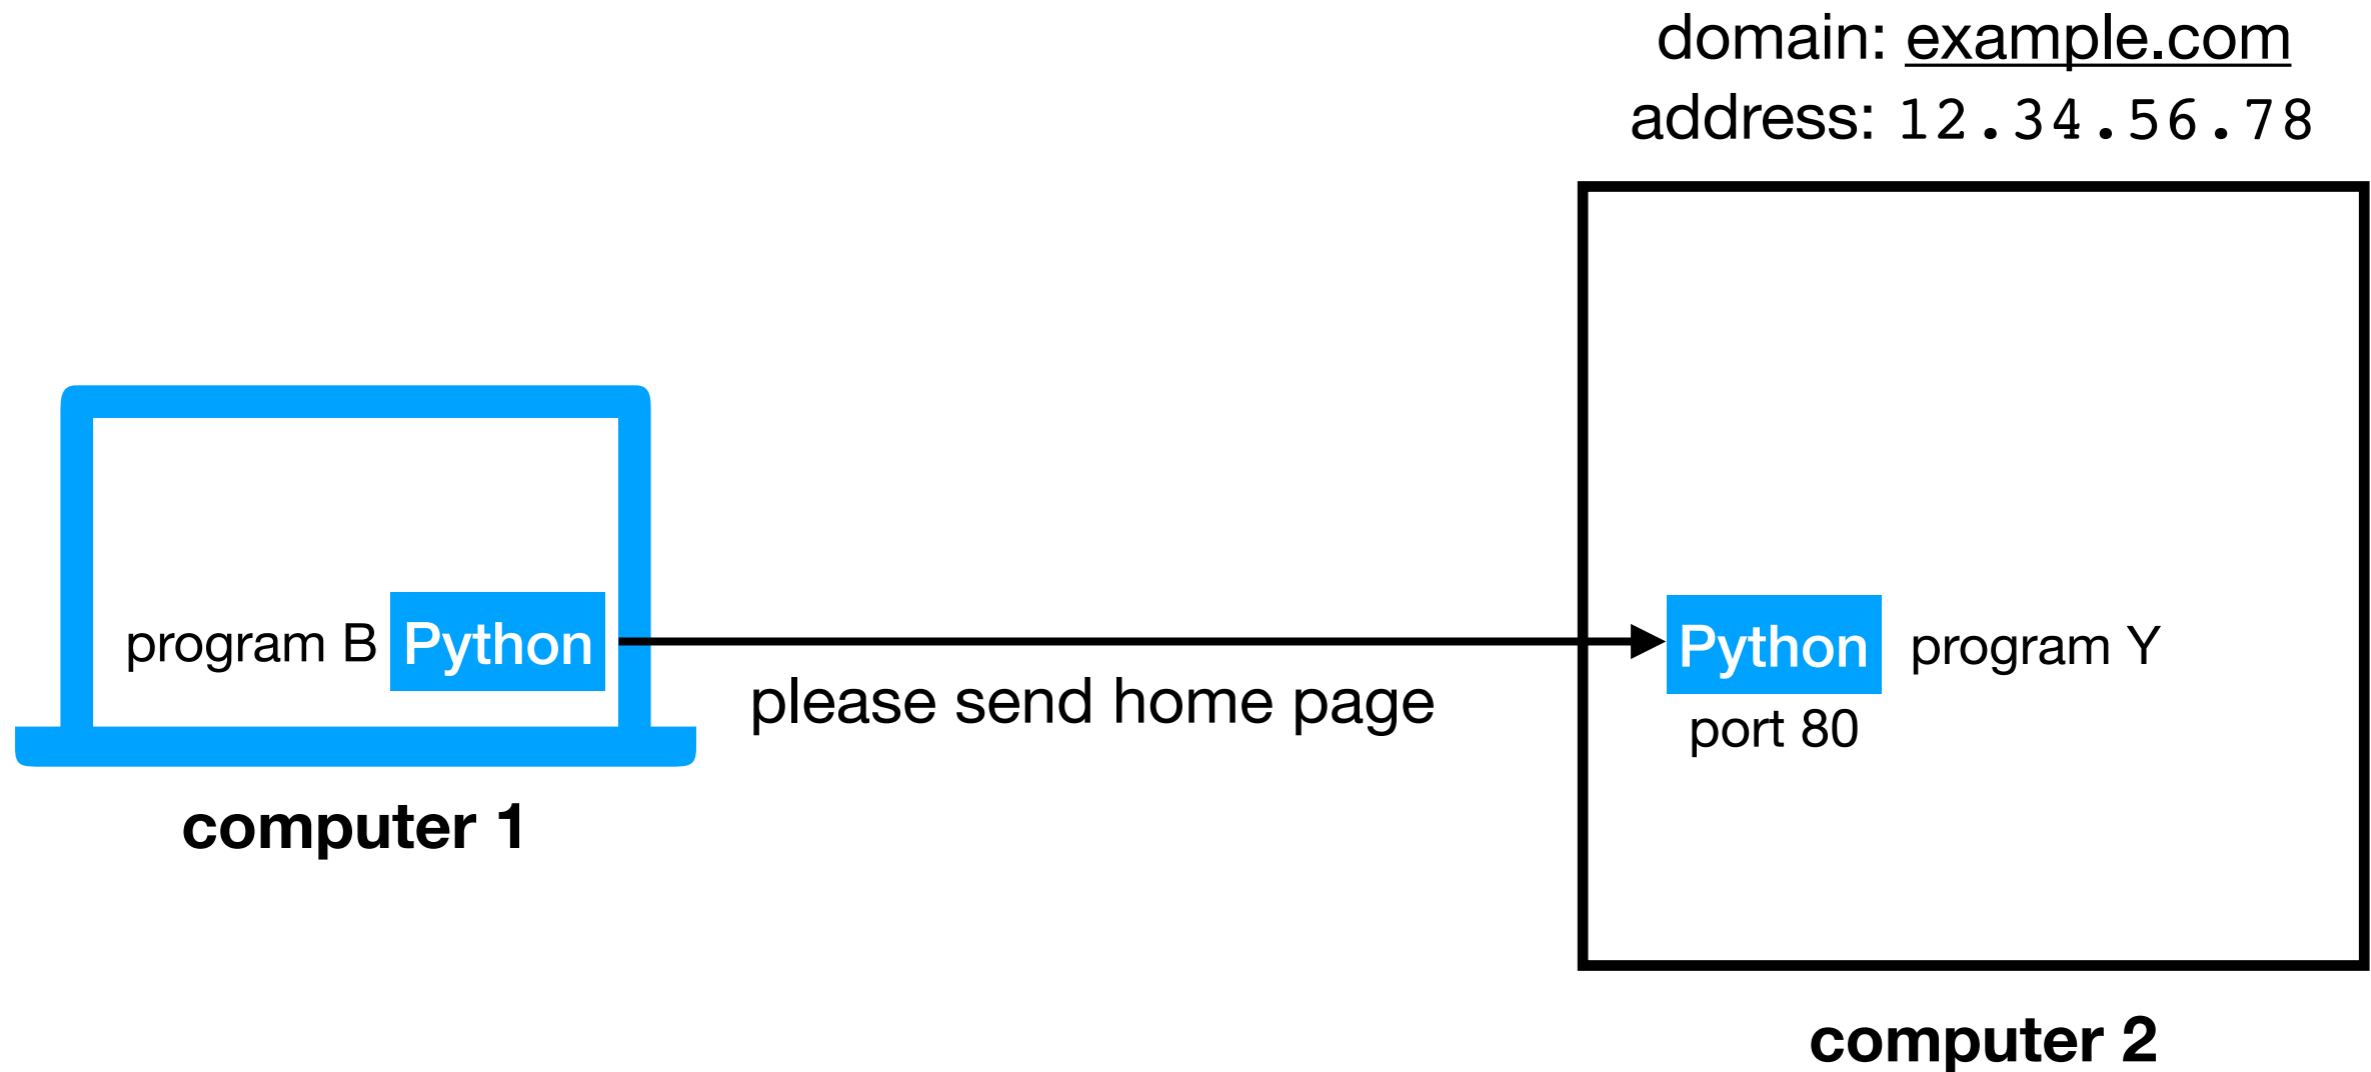 domain: example.com
address: 12.34.56.78
program B Python
please send home page
Python program Y
port 80
computer 1
computer 2